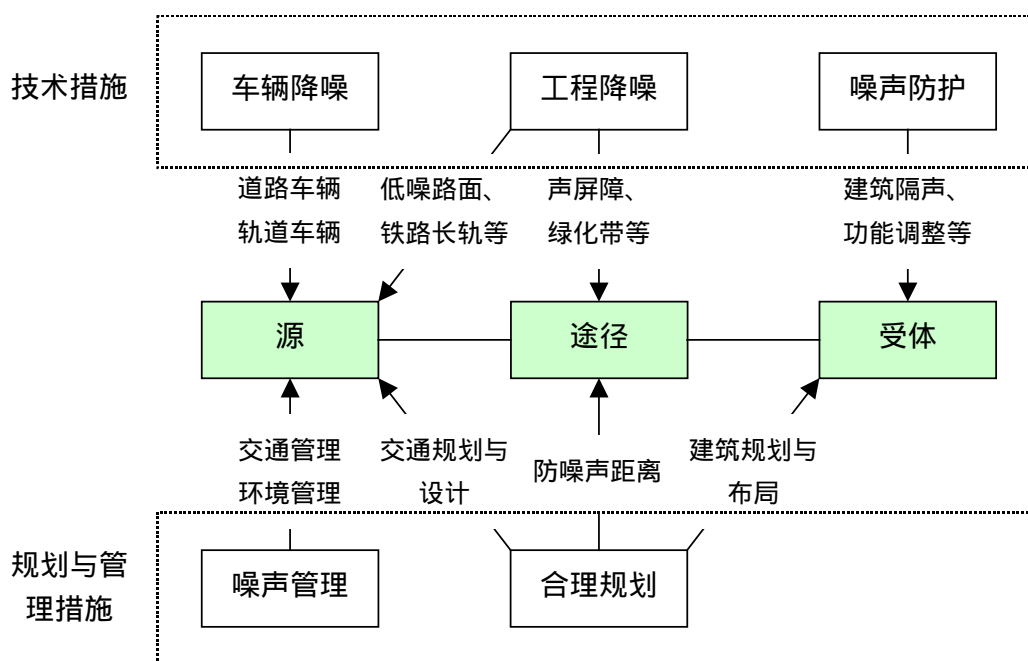 技术措施
车辆降噪
工程降噪
噪声防护
道路车辆
轨道车辆
低噪路面、
铁路长轨等
声屏障、
绿化带等
建筑隔声、
功能调整等
源
途径
受体
交通管理
环境管理
交通规划与
设计
防噪声距离
建筑规划与
布局
规划与管
理措施
噪声管理
合理规划